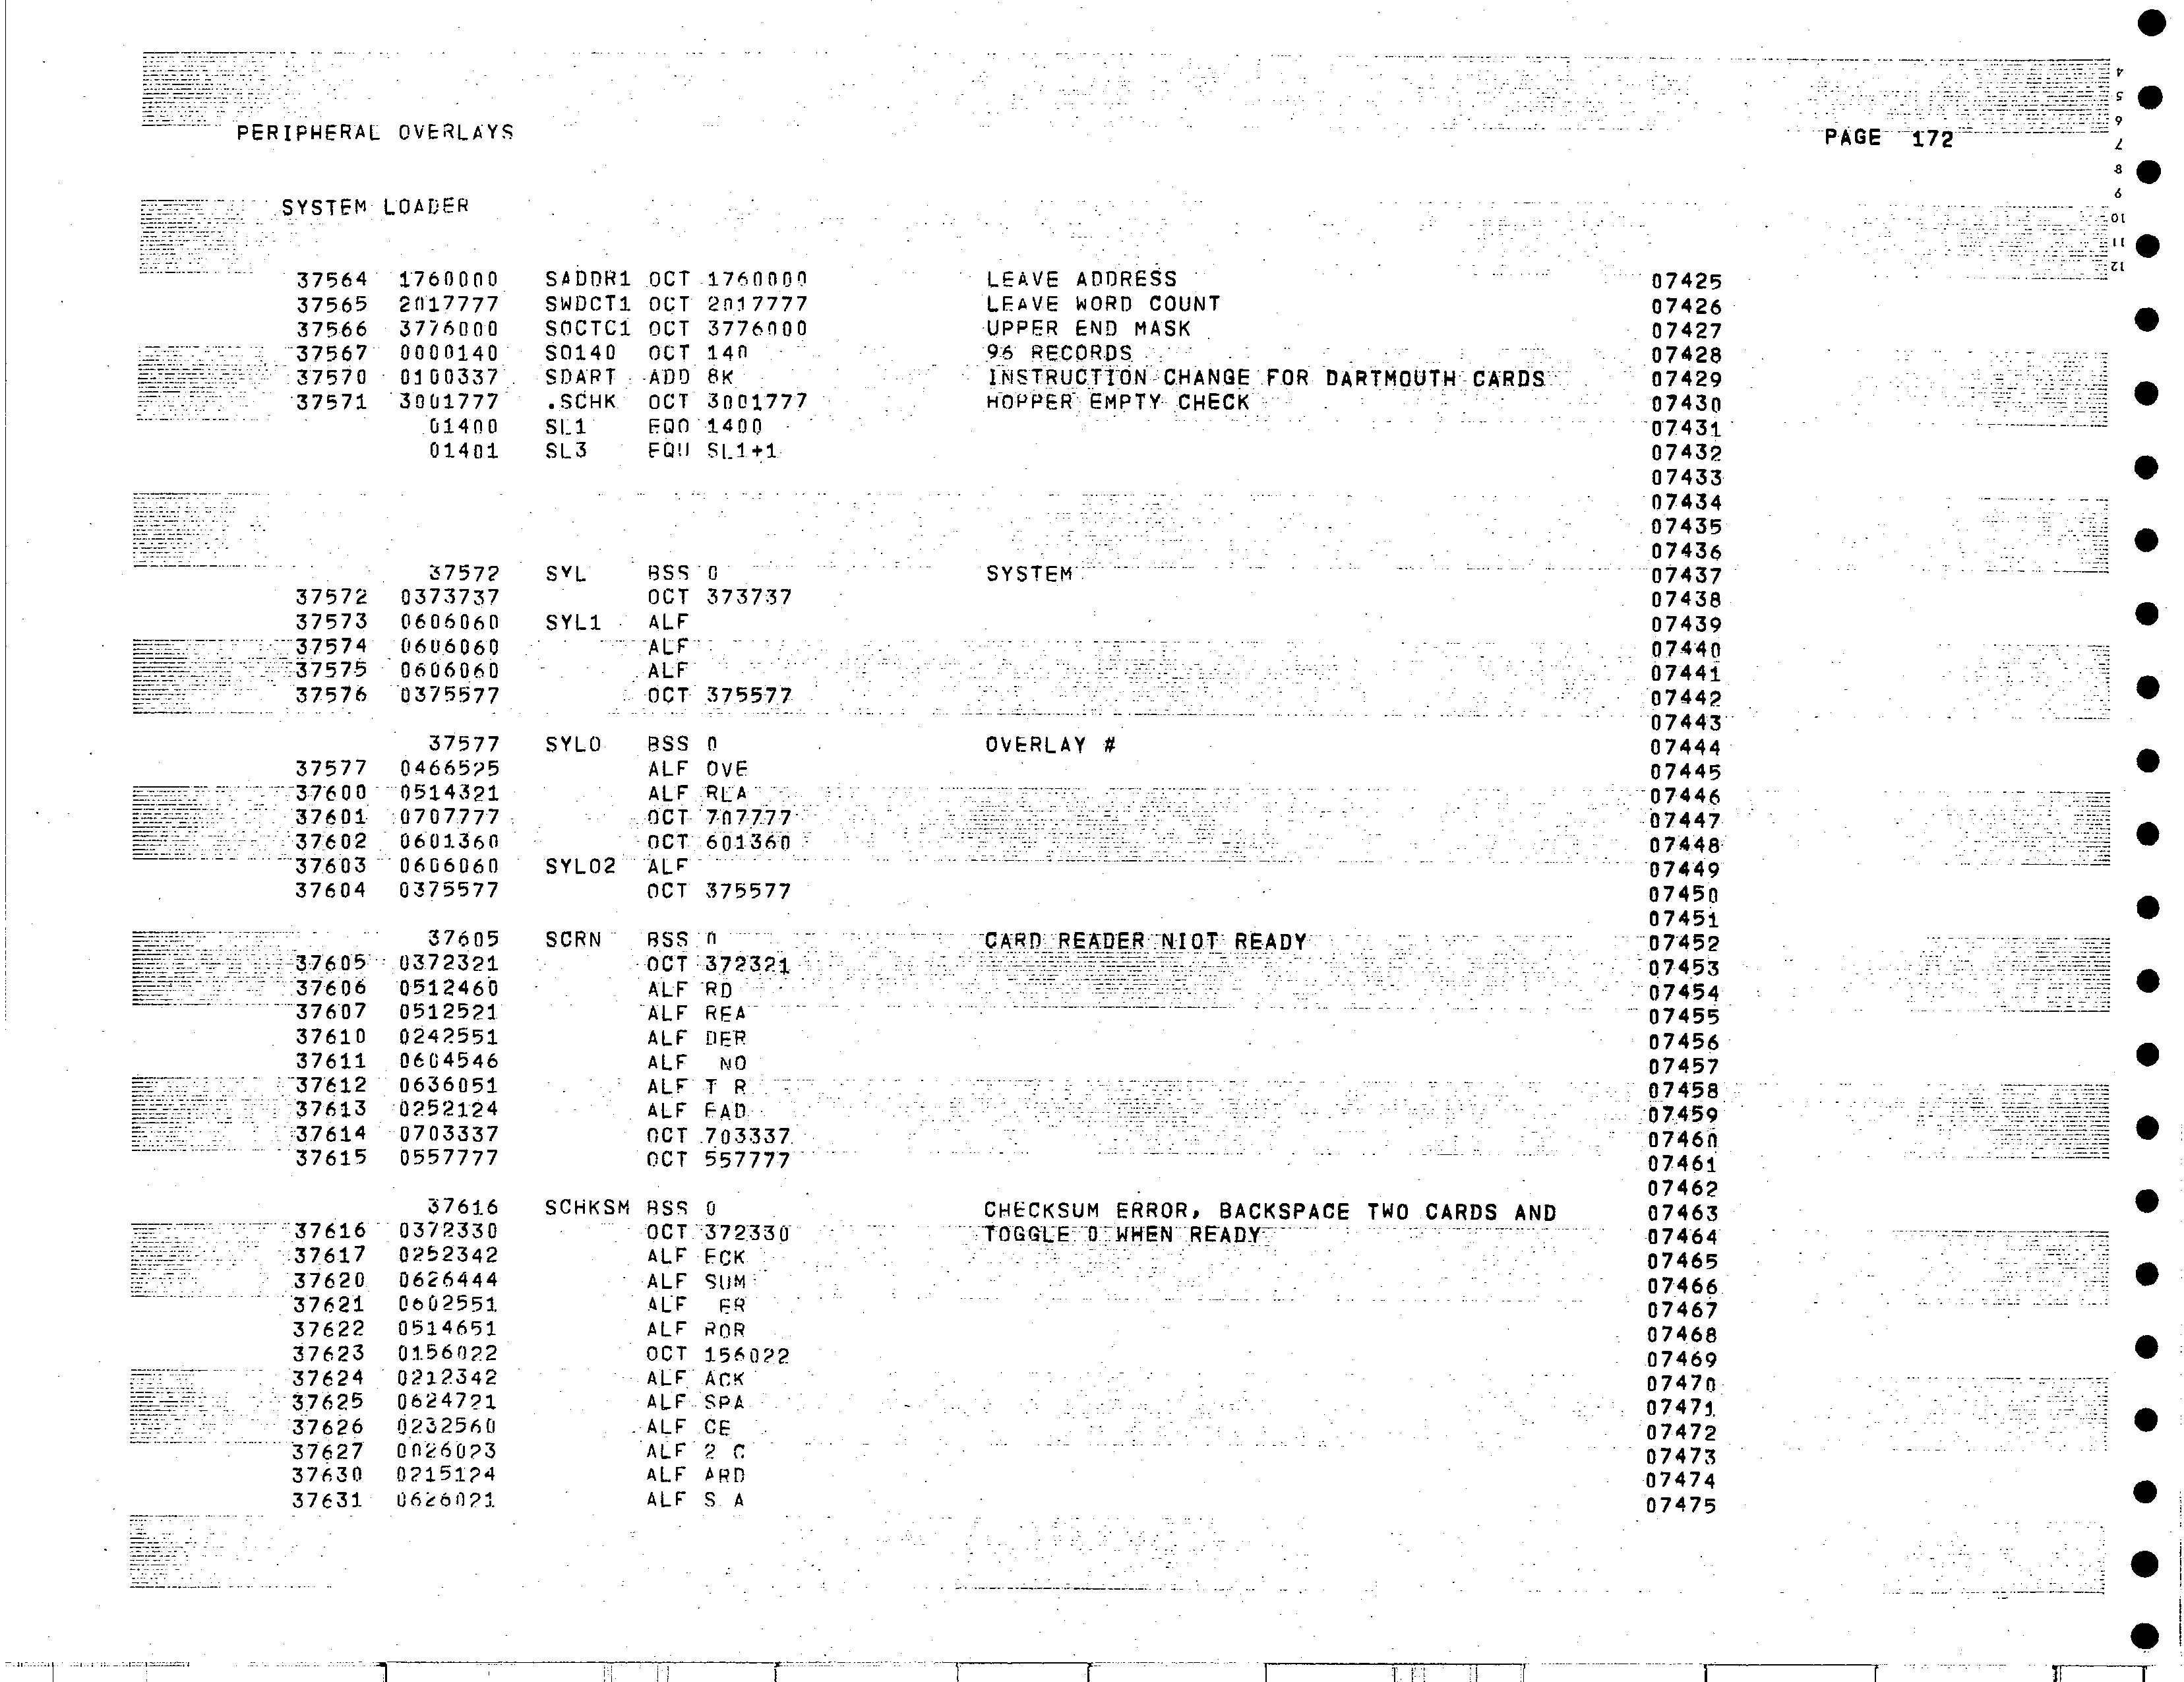 PERIPHERAL OVERLAYS PAGE 172
SYSTEM LOADER
37564 1760000 SADDR1 OCT 1760000 LEAVE ADDRESS 07425
37565 2017777 SWDCT1 OCT 2017777 LEAVE WORD COUNT 07426
37566 3776000 SOCTC1 OCT 3776000 UPPER END MASK 07427
37567 0000140 SO140 OCT 140 96 RECORDS 07428
37570 0100337 SDART ADD 8K INSTRUCTION CHANGE FOR DARTMOUTH CARDS 07429
37571 3001777 .SCHK OCT 3001777 HOPPER EMPTY CHECK 07430
01400 SL1 EQO 1400 07431
01401 SL3 EQU SL1+1 07432
07433
07434
07435
07436
37572 SYL BSS 0 SYSTEM 07437
37572 0373737 OCT 373737 07438
37573 0606060 SYL1 ALF 07439
37574 0606060 ALF 07440
37575 0606060 ALF 07441
37576 0375577 OCT 375577 07442
07443
37577 SYLO BSS 0 OVERLAY # 07444
37577 0466525 ALF OVE 07445
37600 0514321 ALF RLA 07446
37601 0707777 OCT 707777 07447
37602 0601360 OCT 601360 07448
37603 0606060 SYLO2 ALF 07449
37604 0375577 OCT 375577 07450
07451
37605 SCRN BSS 0 CARD READER NIOT READY 07452
37605 0372321 OCT 372321 07453
37606 0512460 ALF RD 07454
37607 0512521 ALF REA 07455
37610 0242551 ALF DER 07456
37611 0604546 ALF NO 07457
37612 0636051 ALF T R 07458
37613 0252124 ALF EAD 07459
37614 0703337 OCT 703337 07460
37615 0557777 OCT 557777 07461
07462
37616 SCHKSM BSS 0 CHECKSUM ERROR, BACKSPACE TWO CARDS AND 07463
37616 0372330 OCT 372330 TOGGLE 0 WHEN READY 07464
37617 0252342 ALF ECK 07465
37620 0626444 ALF SUM 07466
37621 0602551 ALF ER 07467
37622 0514651 ALF ROR 07468
37623 0156022 OCT 156022 07469
37624 0212342 ALF ACK 07470
37625 0624721 ALF SPA 07471
37626 0232560 ALF CE 07472
37627 0026023 ALF 2 C 07473
37630 0215124 ALF ARD 07474
37631 0626021 ALF S A 07475
4
5
6
7
8
9
10
11
12